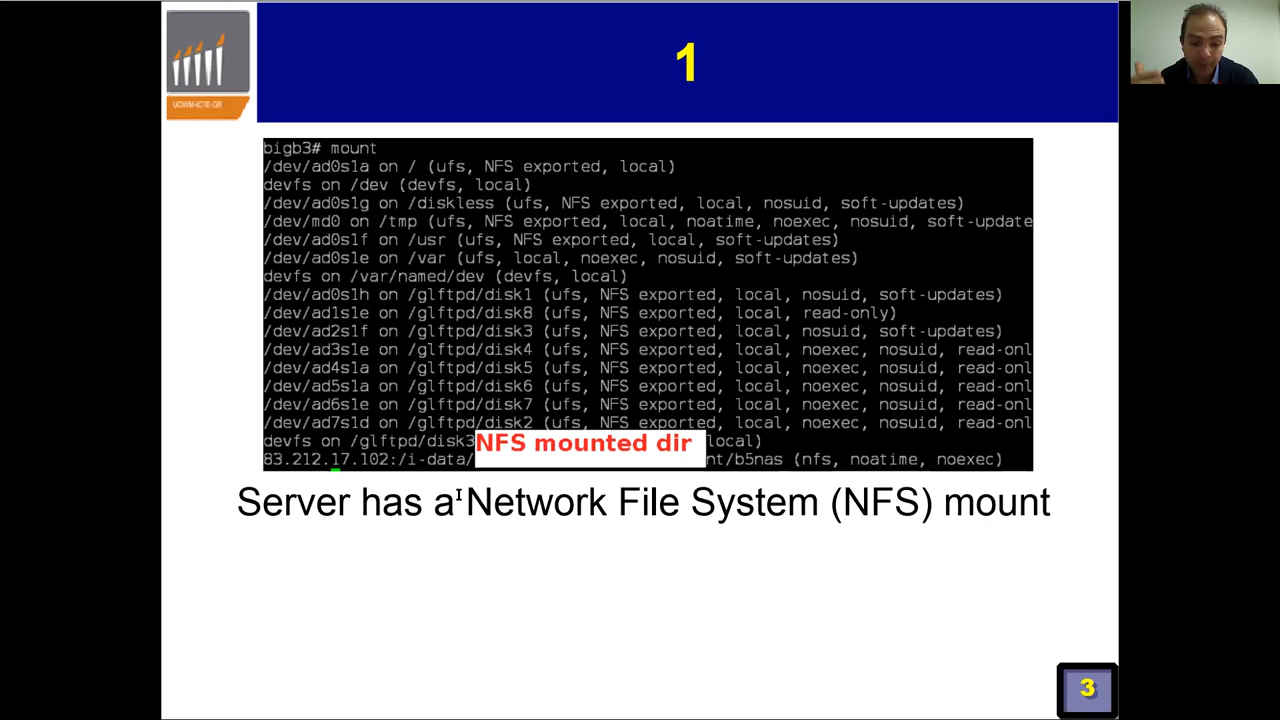 UOWM-ICTE-DR
1
bigb3# mount
/dev/ad0s1a on / (ufs, NFS exported, local)
devfs on /dev (devfs, local)
/dev/ad0s1g on /diskless (ufs, NFS exported, local, nosuid, soft-updates)
/dev/md0 on /tmp (ufs, NFS exported, local, noatime, noexec, nosuid, soft-update
/dev/ad0s1f on /usr (ufs, NFS exported, local, soft-updates)
/dev/ad0s1e on /var (ufs, local, noexec, nosuid, soft-updates)
devfs on /var/named/dev (devfs, local)
/dev/ad0s1h on /glftpd/disk1 (ufs, NFS exported, local, nosuid, soft-updates)
/dev/ad1s1e on /glftpd/disk8 (ufs, NFS exported, local, read-only)
/dev/ad2s1f on /glftpd/disk3 (ufs, NFS exported, local, nosuid, soft-updates)
/dev/ad3s1e on /glftpd/disk4 (ufs, NFS exported, local, noexec, nosuid, read-onl
/dev/ad4s1a on /glftpd/disk5 (ufs, NFS exported, local, noexec, nosuid, read-onl
/dev/ad5s1a on /glftpd/disk6 (ufs, NFS exported, local, noexec, nosuid, read-onl
/dev/ad6s1e on /glftpd/disk7 (ufs, NFS exported, local, noexec, nosuid, read-onl
/dev/ad7s1d on /glftpd/disk2 (ufs, NFS exported, local, noexec, nosuid, read-onl
devfs on /glftpd/disk3 NFS mounted dir local)
83.212.17.102:/i-data/ nt/b5nas (nfs, noatime, noexec)
Server has a Network File System (NFS) mount
3